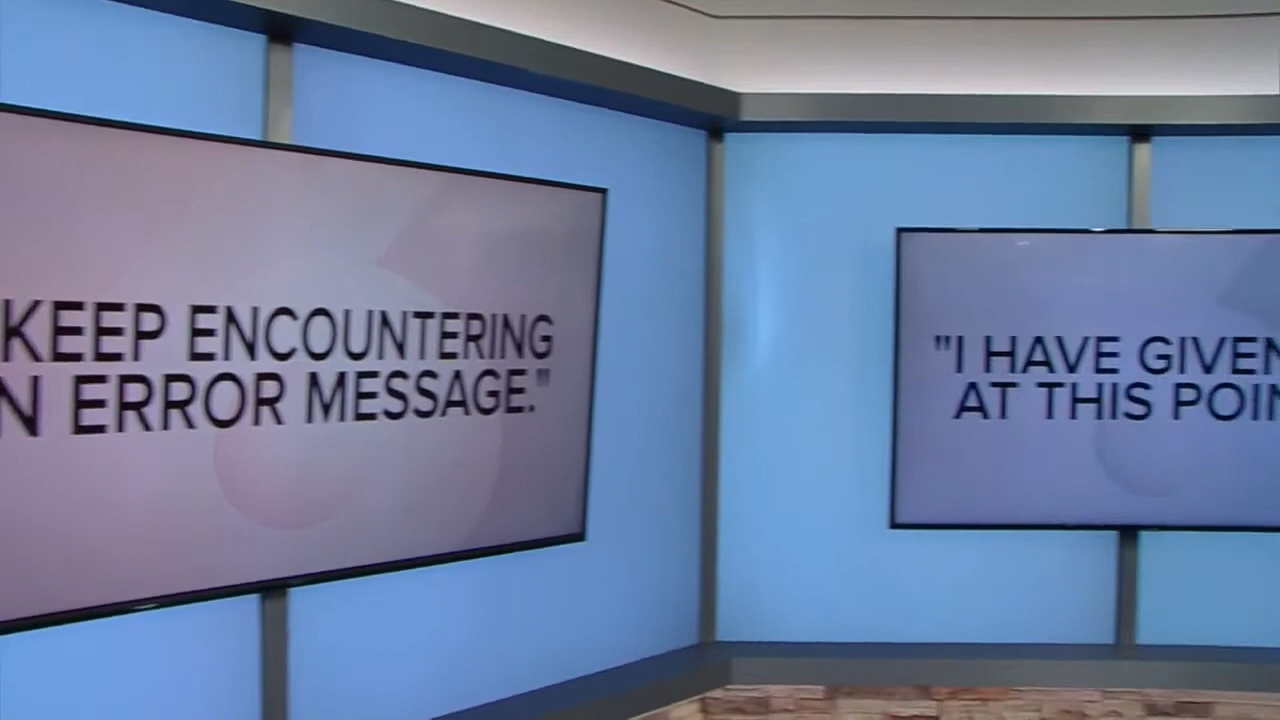 KEEP ENCOUNTERING
N ERROR MESSAGE."
"I HAVE GIVEN
AT THIS POIN